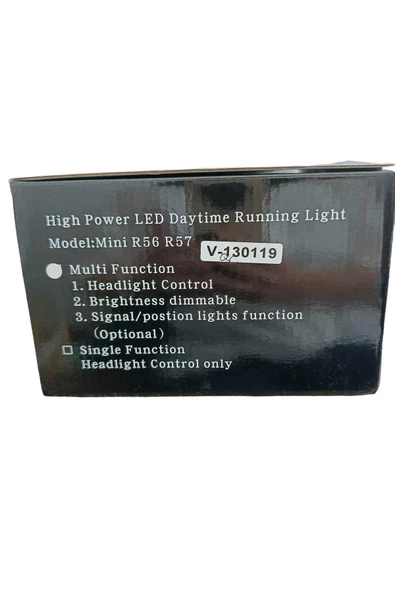 High Power LED Daytime Running Light
Model:Mini R56 R57
V-130119
Multi Function
1. Headlight Control
2. Brightness dimmable
3. Signal/postion lights function
(Optional)
Single Function
Headlight Control only